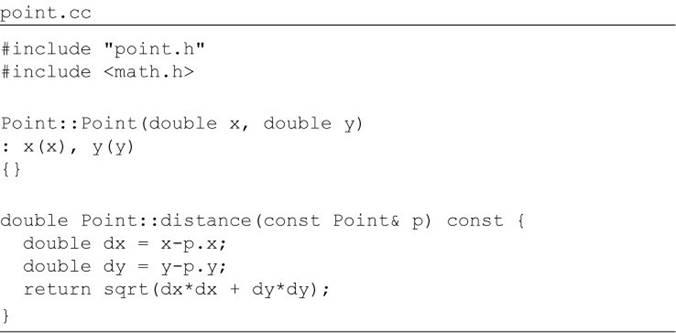 point.cc
#include "point.h"
#include <math.h>
Point::Point(double x, double y)
: x(x), y(y)
{}
double Point::distance(const Point& p) const {
  double dx = x-p.x;
  double dy = y-p.y;
  return sqrt(dx*dx + dy*dy);
}